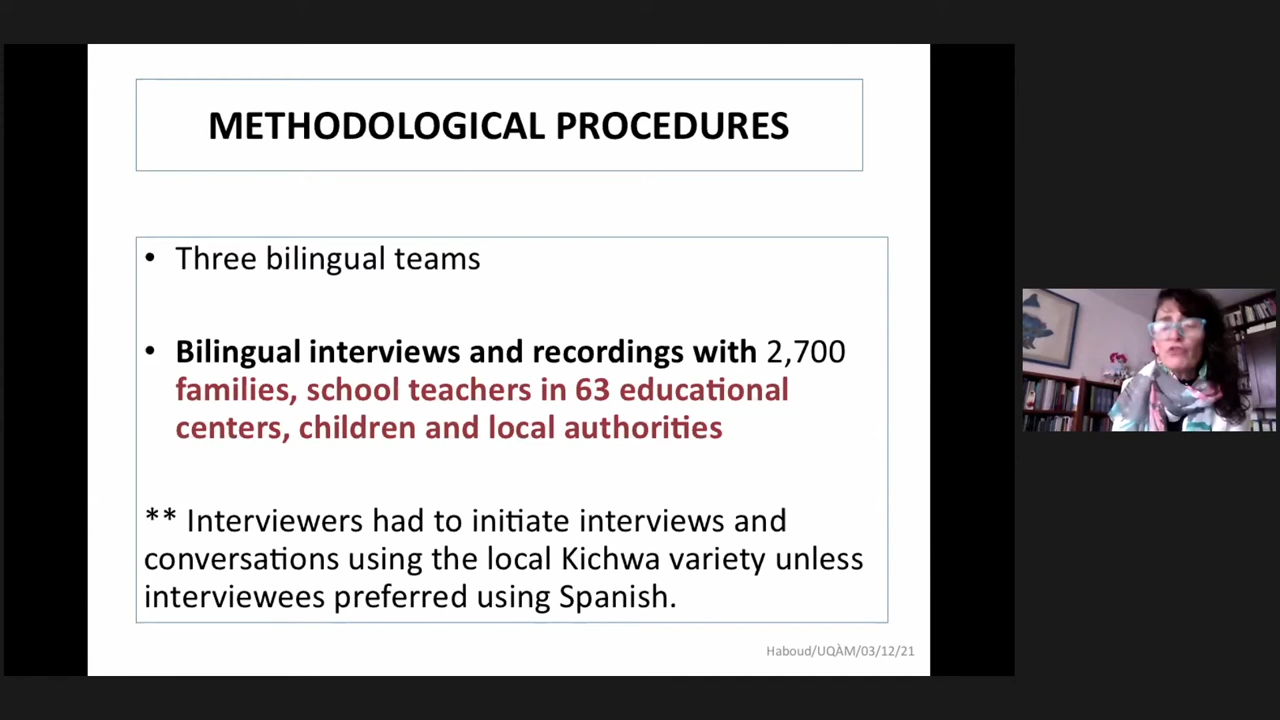 METHODOLOGICAL PROCEDURES
• Three bilingual teams
• Bilingual interviews and recordings with 2,700
families, school teachers in 63 educational
centers, children and local authorities
** Interviewers had to initiate interviews and
conversations using the local Kichwa variety unless
interviewees preferred using Spanish.
Haboud/UQÀM/03/12/21